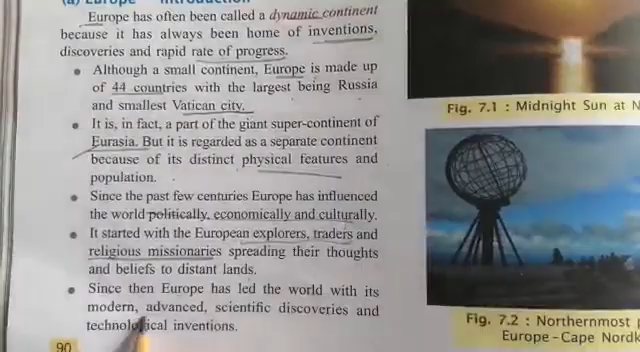 (a) Europe - Introduction
Europe has often been called a dynamic continent
because it has always been home of inventions,
discoveries and rapid rate of progress.
• Although a small continent, Europe is made up
of 44 countries with the largest being Russia
and smallest Vatican city.
• It is, in fact, a part of the giant super-continent of
Eurasia. But it is regarded as a separate continent
because of its distinct physical features and
population.
• Since the past few centuries Europe has influenced
the world politically, economically and culturally.
• It started with the European explorers, traders and
religious missionaries spreading their thoughts
and beliefs to distant lands.
• Since then Europe has led the world with its
modern, advanced, scientific discoveries and
technological inventions.
90
Fig. 7.1 : Midnight Sun at N
Fig. 7.2 : Northernmost p
Europe - Cape Nordk